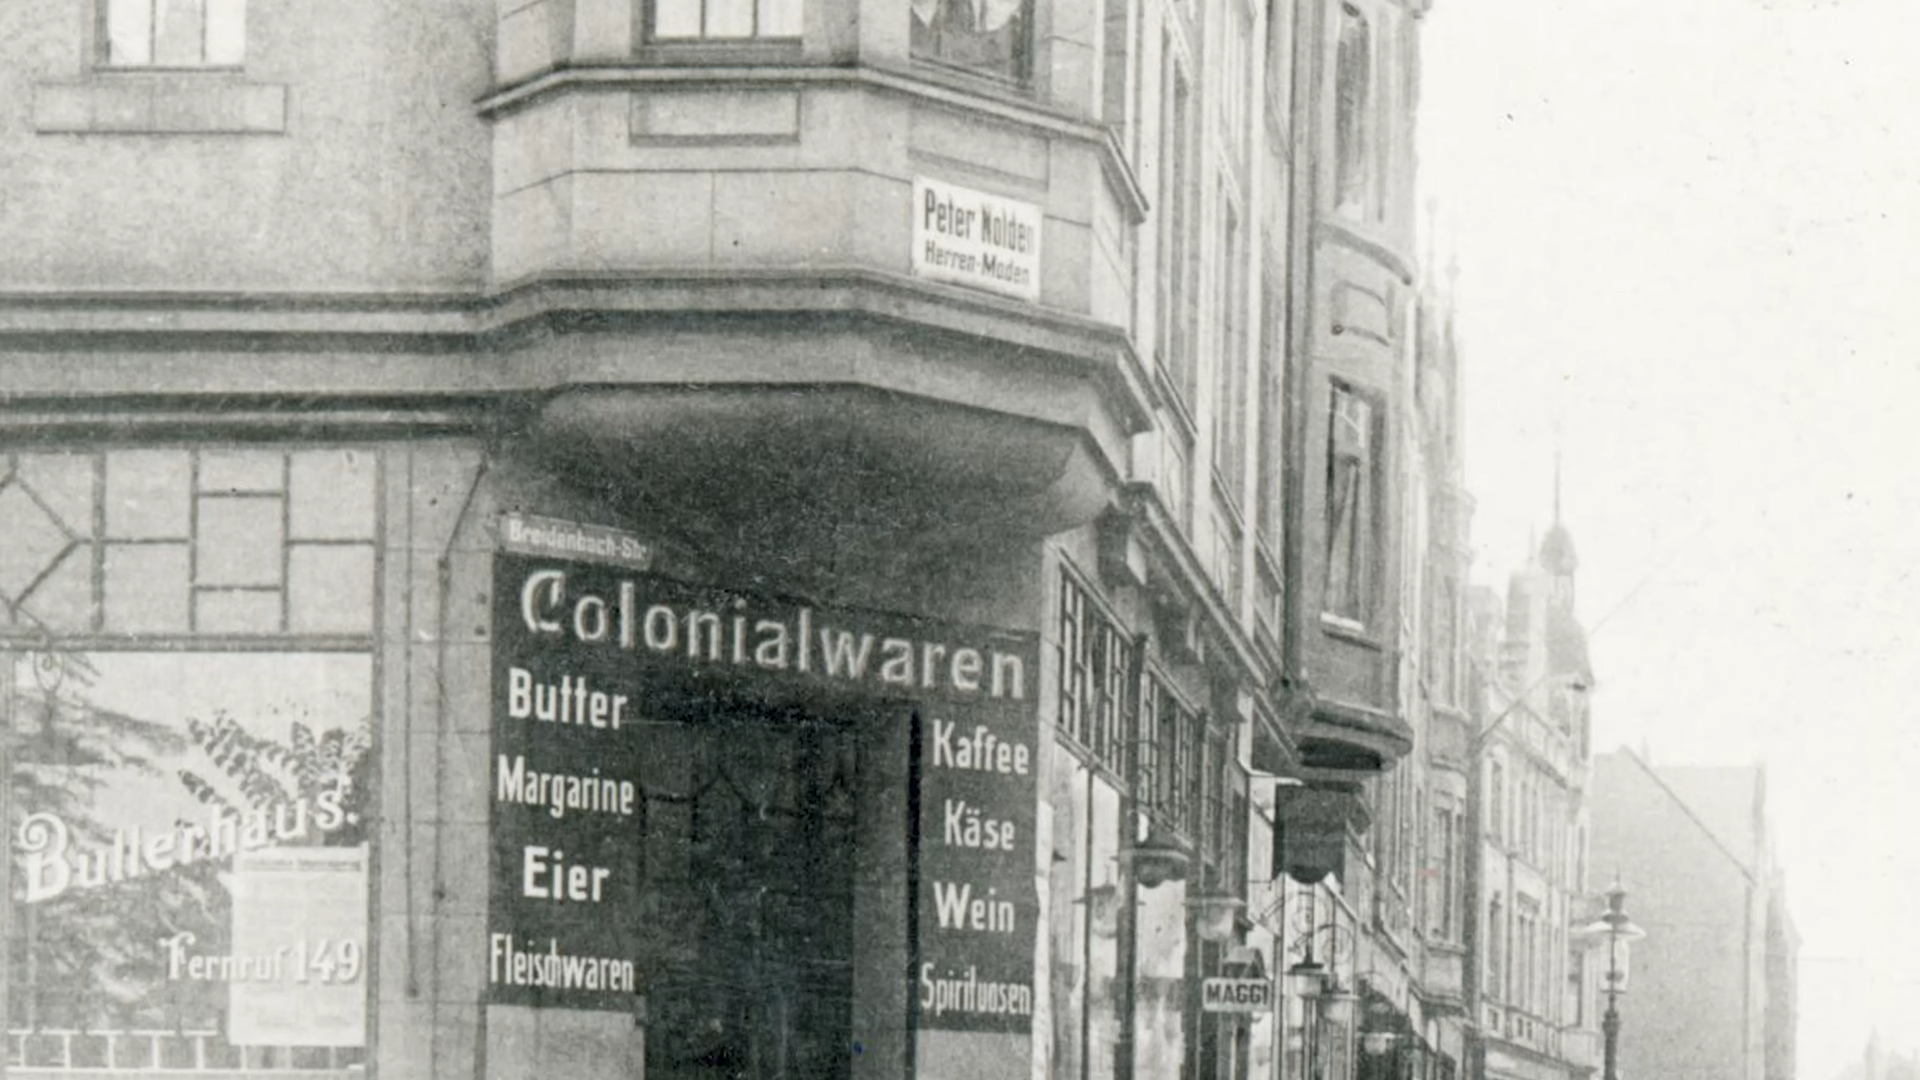 Peter Nolden
Herren-Moden
Breidenbach-Str.
Colonialwaren
Butter
Margarine
Eier
Fleischwaren
Kaffee
Käse
Wein
Spirituosen
Butterhaus.
Fernruf 149
MAGGI